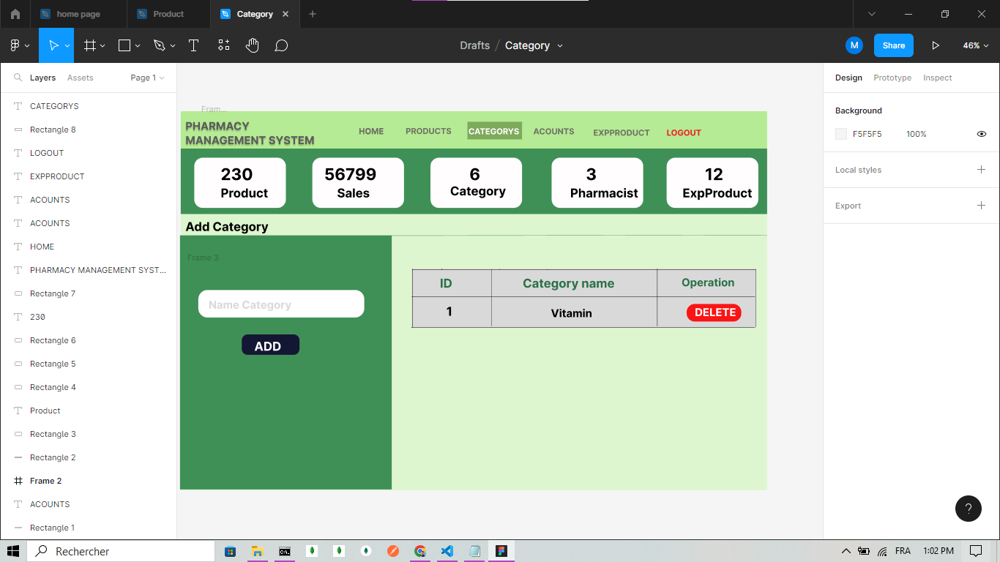 home page
Product
Category
Drafts / Category
M
Share
46%
Layers
Assets
Page 1
CATEGORYS
Rectangle 8
LOGOUT
EXPPRODUCT
ACOUNTS
ACOUNTS
HOME
PHARMACY MANAGEMENT SYST...
Rectangle 7
230
Rectangle 6
Rectangle 5
Rectangle 4
Product
Rectangle 3
Rectangle 2
Frame 2
ACOUNTS
Rectangle 1
Fram...
PHARMACY
MANAGEMENT SYSTEM
HOME
PRODUCTS
CATEGORYS
ACOUNTS
EXPPRODUCT
LOGOUT
230
Product
56799
Sales
6
Category
3
Pharmacist
12
ExpProduct
Add Category
Frame 3
Name Category
ADD
ID
Category name
Operation
1
Vitamin
DELETE
Design
Prototype
Inspect
Background
F5F5F5
100%
Local styles
Export
?
Rechercher
FRA
1:02 PM